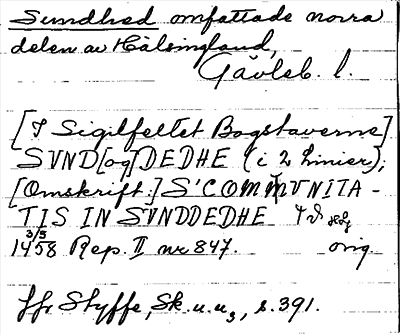 Sundhed omfattade norra
delen av Hälsingland,
Gävleb. l.
[I Sigilfeltet Bogstaverne]
SVND [og] DEDHE (i 2 Linier);
[Omskrift:] S'COMMVNITA-
TIS IN SVNDDEDHE
3/5
1458 Rep. II nr 847. orig.
Jfr Styffe, Sk. u. u3, s. 391.